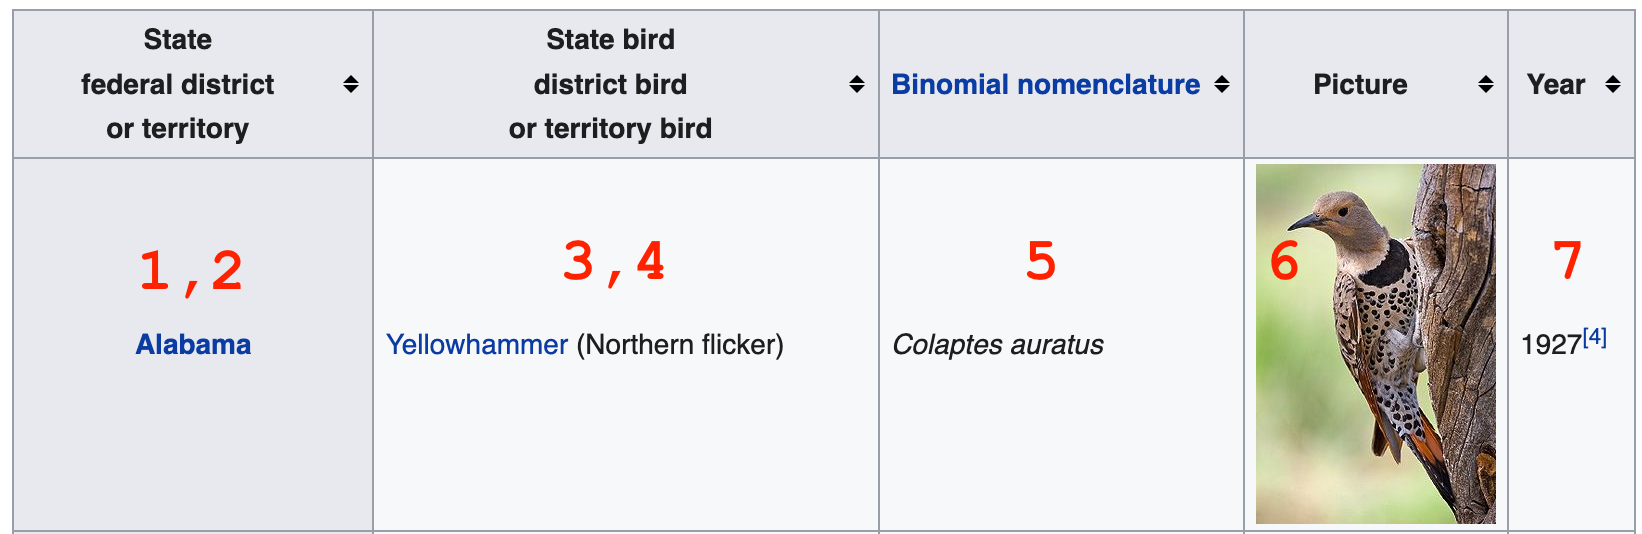 State
federal district
or territory
State bird
district bird
or territory bird
Binomial nomenclature
Picture
Year
1,2
3,4
5
6
7
Alabama
Yellowhammer (Northern flicker)
Colaptes auratus
1927[4]